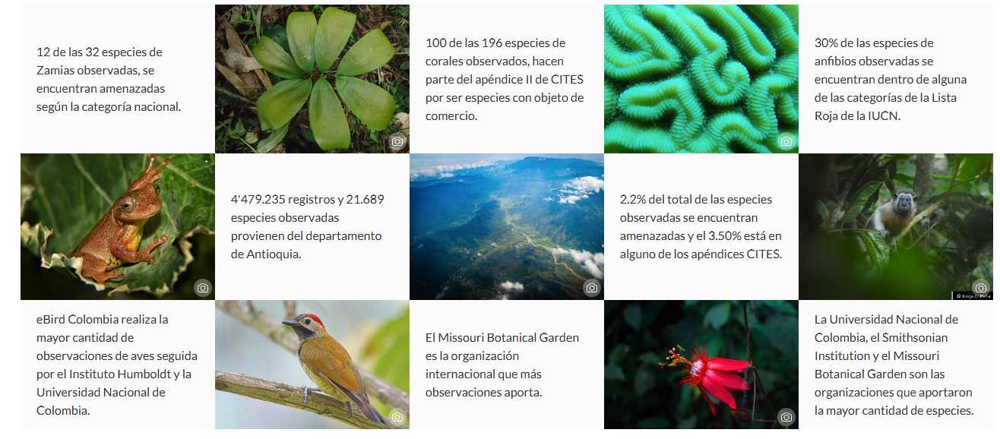 12 de las 32 especies de
Zamias observadas, se
encuentran amenazadas
según la categoría nacional.
100 de las 196 especies de
corales observados, hacen
parte del apéndice II de CITES
por ser especies con objeto de
comercio.
30% de las especies de
anfibios observadas se
encuentran dentro de alguna
de las categorías de la Lista
Roja de la IUCN.
4'479.235 registros y 21.689
especies observadas
provienen del departamento
de Antioquia.
2.2% del total de las especies
observadas se encuentran
amenazadas y el 3.50% está en
alguno de los apéndices CITES.
© Jorge L. Peña
eBird Colombia realiza la
mayor cantidad de
observaciones de aves seguida
por el Instituto Humboldt y la
Universidad Nacional de
Colombia.
El Missouri Botanical Garden
es la organización
internacional que más
observaciones aporta.
La Universidad Nacional de
Colombia, el Smithsonian
Institution y el Missouri
Botanical Garden son las
organizaciones que aportaron
la mayor cantidad de especies.